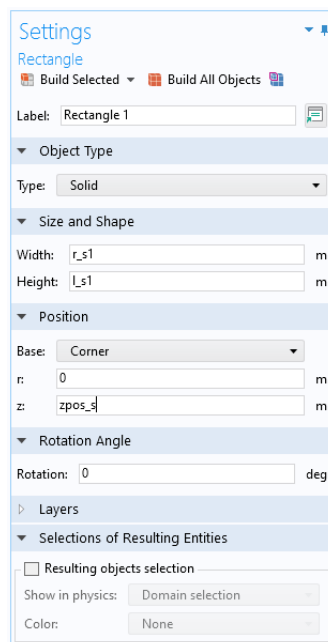 Settings
Rectangle
Build Selected Build All Objects
Label: Rectangle 1
Object Type
Type: Solid
Size and Shape
Width: r_s1 m
Height: l_s1 m
Position
Base: Corner
r: 0 m
z: zpos_s m
Rotation Angle
Rotation: 0 deg
Layers
Selections of Resulting Entities
Resulting objects selection
Show in physics: Domain selection
Color: None